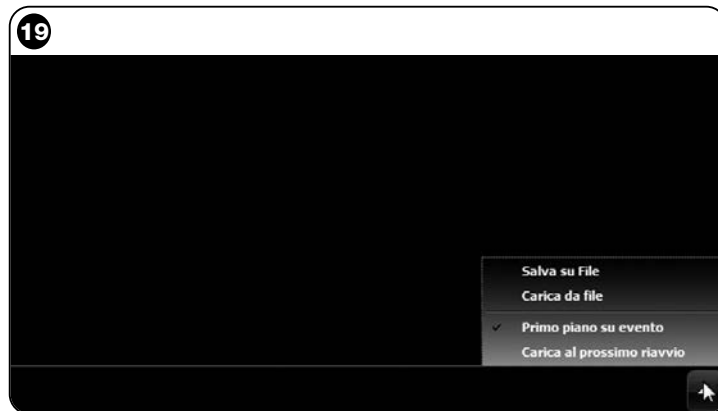 19
Salva su File
Carica da file
Primo piano su evento
Carica al prossimo riavvio